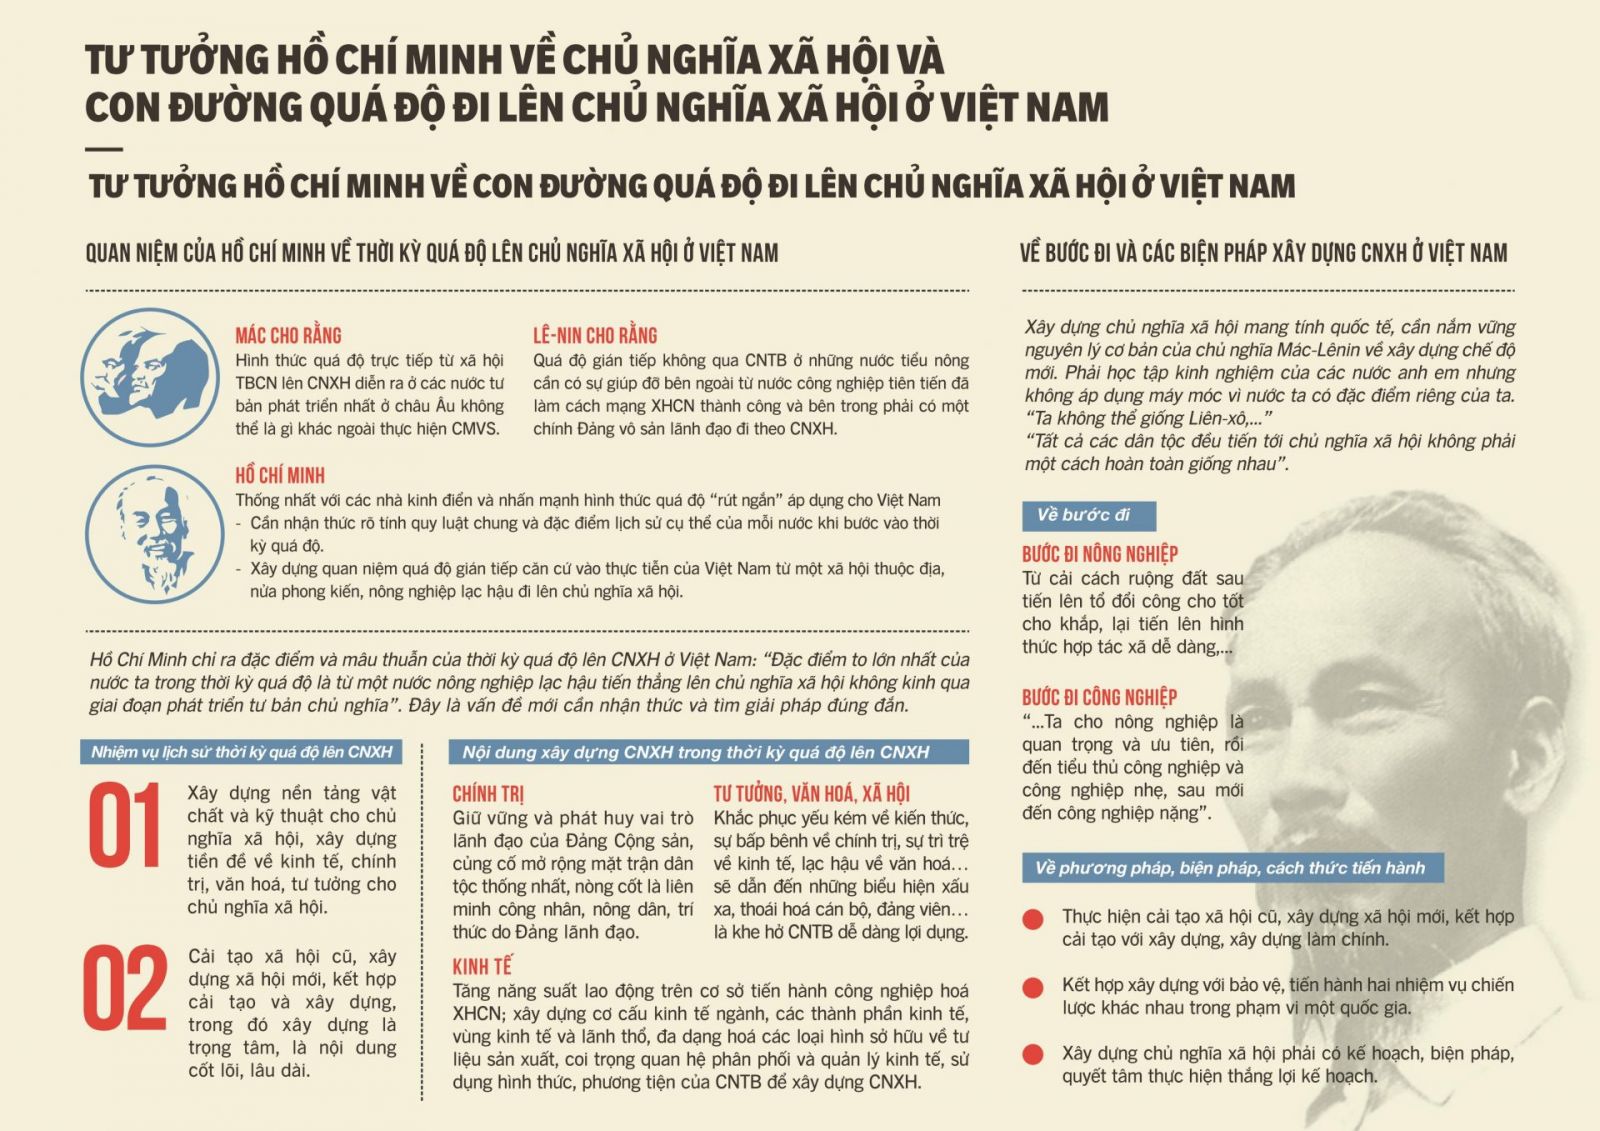 TƯ TƯỞNG HỒ CHÍ MINH VỀ CHỦ NGHĨA XÃ HỘI VÀ
CON ĐƯỜNG QUÁ ĐỘ ĐI LÊN CHỦ NGHĨA XÃ HỘI Ở VIỆT NAM
TƯ TƯỞNG HỒ CHÍ MINH VỀ CON ĐƯỜNG QUÁ ĐỘ ĐI LÊN CHỦ NGHĨA XÃ HỘI Ở VIỆT NAM
QUAN NIỆM CỦA HỒ CHÍ MINH VỀ THỜI KỲ QUÁ ĐỘ LÊN CHỦ NGHĨA XÃ HỘI Ở VIỆT NAM
MÁC CHO RẰNG
Hình thức quá độ trực tiếp từ xã hội
TBCN lên CNXH diễn ra ở các nước tư
bản phát triển nhất ở châu Âu không
thể là gì khác ngoài thực hiện CMVS.
LÊ-NIN CHO RẰNG
Quá độ gián tiếp không qua CNTB ở những nước tiểu nông
cần có sự giúp đỡ bên ngoài từ nước công nghiệp tiên tiến đã
làm cách mạng XHCN thành công và bên trong phải có một
chính Đảng vô sản lãnh đạo đi theo CNXH.
HỒ CHÍ MINH
Thống nhất với các nhà kinh điển và nhấn mạnh hình thức quá độ “rút ngắn” áp dụng cho Việt Nam
- Cần nhận thức rõ tính quy luật chung và đặc điểm lịch sử cụ thể của mỗi nước khi bước vào thời
kỳ quá độ.
- Xây dựng quan niệm quá độ gián tiếp căn cứ vào thực tiễn của Việt Nam từ một xã hội thuộc địa,
nửa phong kiến, nông nghiệp lạc hậu đi lên chủ nghĩa xã hội.
Hồ Chí Minh chỉ ra đặc điểm và mâu thuẫn của thời kỳ quá độ lên CNXH ở Việt Nam: “Đặc điểm to lớn nhất của
nước ta trong thời kỳ quá độ là từ một nước nông nghiệp lạc hậu tiến thẳng lên chủ nghĩa xã hội không kinh qua
giai đoạn phát triển tư bản chủ nghĩa”. Đây là vấn đề mới cần nhận thức và tìm giải pháp đúng đắn.
Nhiệm vụ lịch sử thời kỳ quá độ lên CNXH
01
Xây dựng nền tảng vật
chất và kỹ thuật cho chủ
nghĩa xã hội, xây dựng
tiền đề về kinh tế, chính
trị, văn hoá, tư tưởng cho
chủ nghĩa xã hội.
02
Cải tạo xã hội cũ, xây
dựng xã hội mới, kết hợp
cải tạo và xây dựng,
trong đó xây dựng là
trọng tâm, là nội dung
cốt lõi, lâu dài.
Nội dung xây dựng CNXH trong thời kỳ quá độ lên CNXH
CHÍNH TRỊ
Giữ vững và phát huy vai trò
lãnh đạo của Đảng Cộng sản,
củng cố mở rộng mặt trận dân
tộc thống nhất, nòng cốt là liên
minh công nhân, nông dân, trí
thức do Đảng lãnh đạo.
TƯ TƯỞNG, VĂN HOÁ, XÃ HỘI
Khắc phục yếu kém về kiến thức,
sự bấp bênh về chính trị, sự trì trệ
về kinh tế, lạc hậu về văn hoá...
sẽ dẫn đến những biểu hiện xấu
xa, thoái hoá cán bộ, đảng viên...
là khe hở CNTB dễ dàng lợi dụng.
KINH TẾ
Tăng năng suất lao động trên cơ sở tiến hành công nghiệp hoá
XHCN; xây dựng cơ cấu kinh tế ngành, các thành phần kinh tế,
vùng kinh tế và lãnh thổ, đa dạng hoá các loại hình sở hữu về tư
liệu sản xuất, coi trọng quan hệ phân phối và quản lý kinh tế, sử
dụng hình thức, phương tiện của CNTB để xây dựng CNXH.
VỀ BƯỚC ĐI VÀ CÁC BIỆN PHÁP XÂY DỰNG CNXH Ở VIỆT NAM
Xây dựng chủ nghĩa xã hội mang tính quốc tế, cần nắm vững
nguyên lý cơ bản của chủ nghĩa Mác-Lênin về xây dựng chế độ
mới. Phải học tập kinh nghiệm của các nước anh em nhưng
không áp dụng máy móc vì nước ta có đặc điểm riêng của ta.
“Ta không thể giống Liên-xô,...”
“Tất cả các dân tộc đều tiến tới chủ nghĩa xã hội không phải
một cách hoàn toàn giống nhau”.
Về bước đi
BƯỚC ĐI NÔNG NGHIỆP
Từ cải cách ruộng đất sau
tiến lên tổ đổi công cho tốt
cho khắp, lại tiến lên hình
thức hợp tác xã dễ dàng,...
BƯỚC ĐI CÔNG NGHIỆP
“...Ta cho nông nghiệp là
quan trọng và ưu tiên, rồi
đến tiểu thủ công nghiệp và
công nghiệp nhẹ, sau mới
đến công nghiệp nặng”.
Về phương pháp, biện pháp, cách thức tiến hành
Thực hiện cải tạo xã hội cũ, xây dựng xã hội mới, kết hợp
cải tạo với xây dựng, xây dựng làm chính.
Kết hợp xây dựng với bảo vệ, tiến hành hai nhiệm vụ chiến
lược khác nhau trong phạm vi một quốc gia.
Xây dựng chủ nghĩa xã hội phải có kế hoạch, biện pháp,
quyết tâm thực hiện thắng lợi kế hoạch.